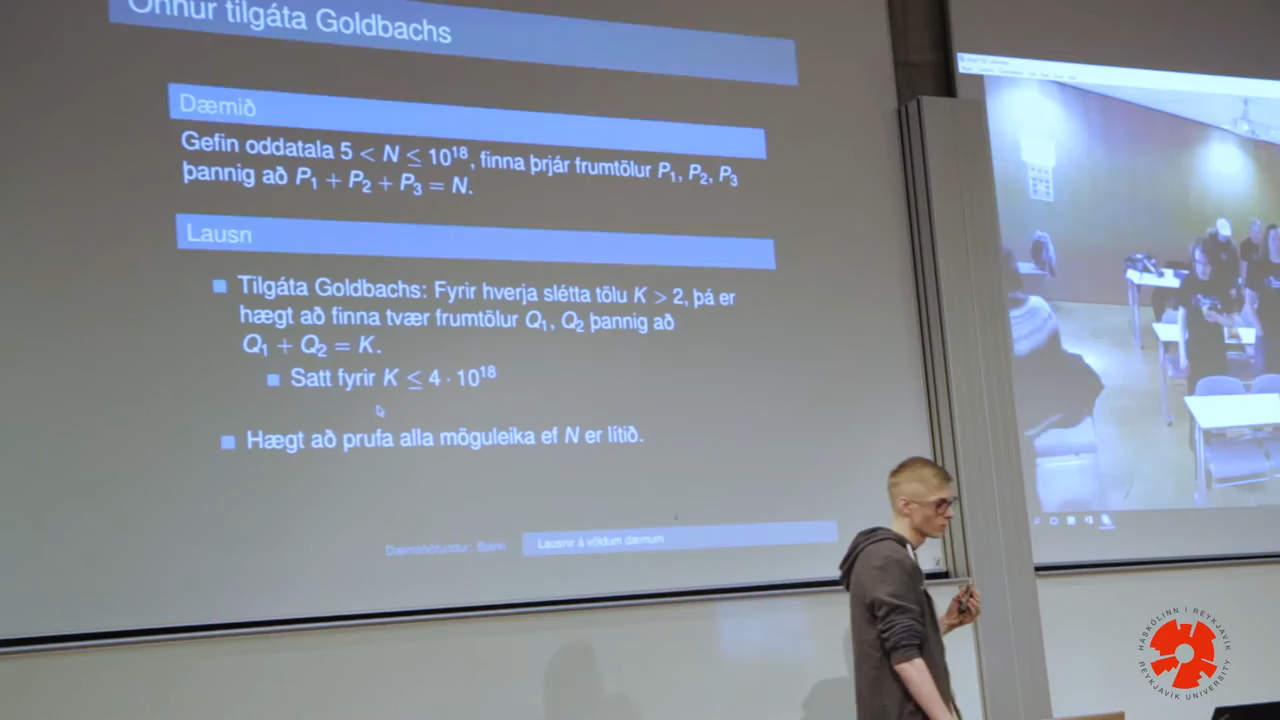 Önnur tilgáta Goldbachs
Dæmið
Gefin oddatala 5 < N ≤ 10¹⁸, finna þrjár frumtölur P₁, P₂, P₃
þannig að P₁ + P₂ + P₃ = N.
Lausn
Tilgáta Goldbachs: Fyrir hverja slétta tölu K > 2, þá er
hægt að finna tvær frumtölur Q₁, Q₂ þannig að
Q₁ + Q₂ = K.
Satt fyrir K ≤ 4 · 10¹⁸
Hægt að prufa alla möguleika ef N er lítið.
Dæmahöfundur: Bjarki
Lausnir á völdum dæmum
HÁSKÓLINN Í REYKJAVÍK
REYKJAVIK UNIVERSITY